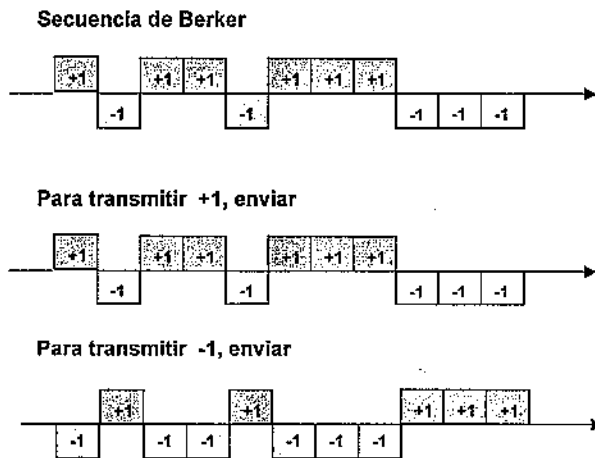 Secuencia de Berker
+1 +1 +1 +1 +1 +1
-1 -1 -1 -1 -1
Para transmitir +1, enviar
+1 +1 +1 +1 +1 +1
-1 -1 -1 -1 -1
Para transmitir -1, enviar
+1 +1 +1 +1 +1
-1 -1 -1 -1 -1 -1